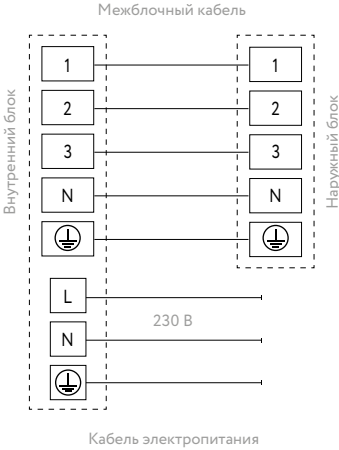 Межблочный кабель
Внутренний блок
Наружный блок
1 1
2 2
3 3
N N
L
230 В
N
Кабель электропитания